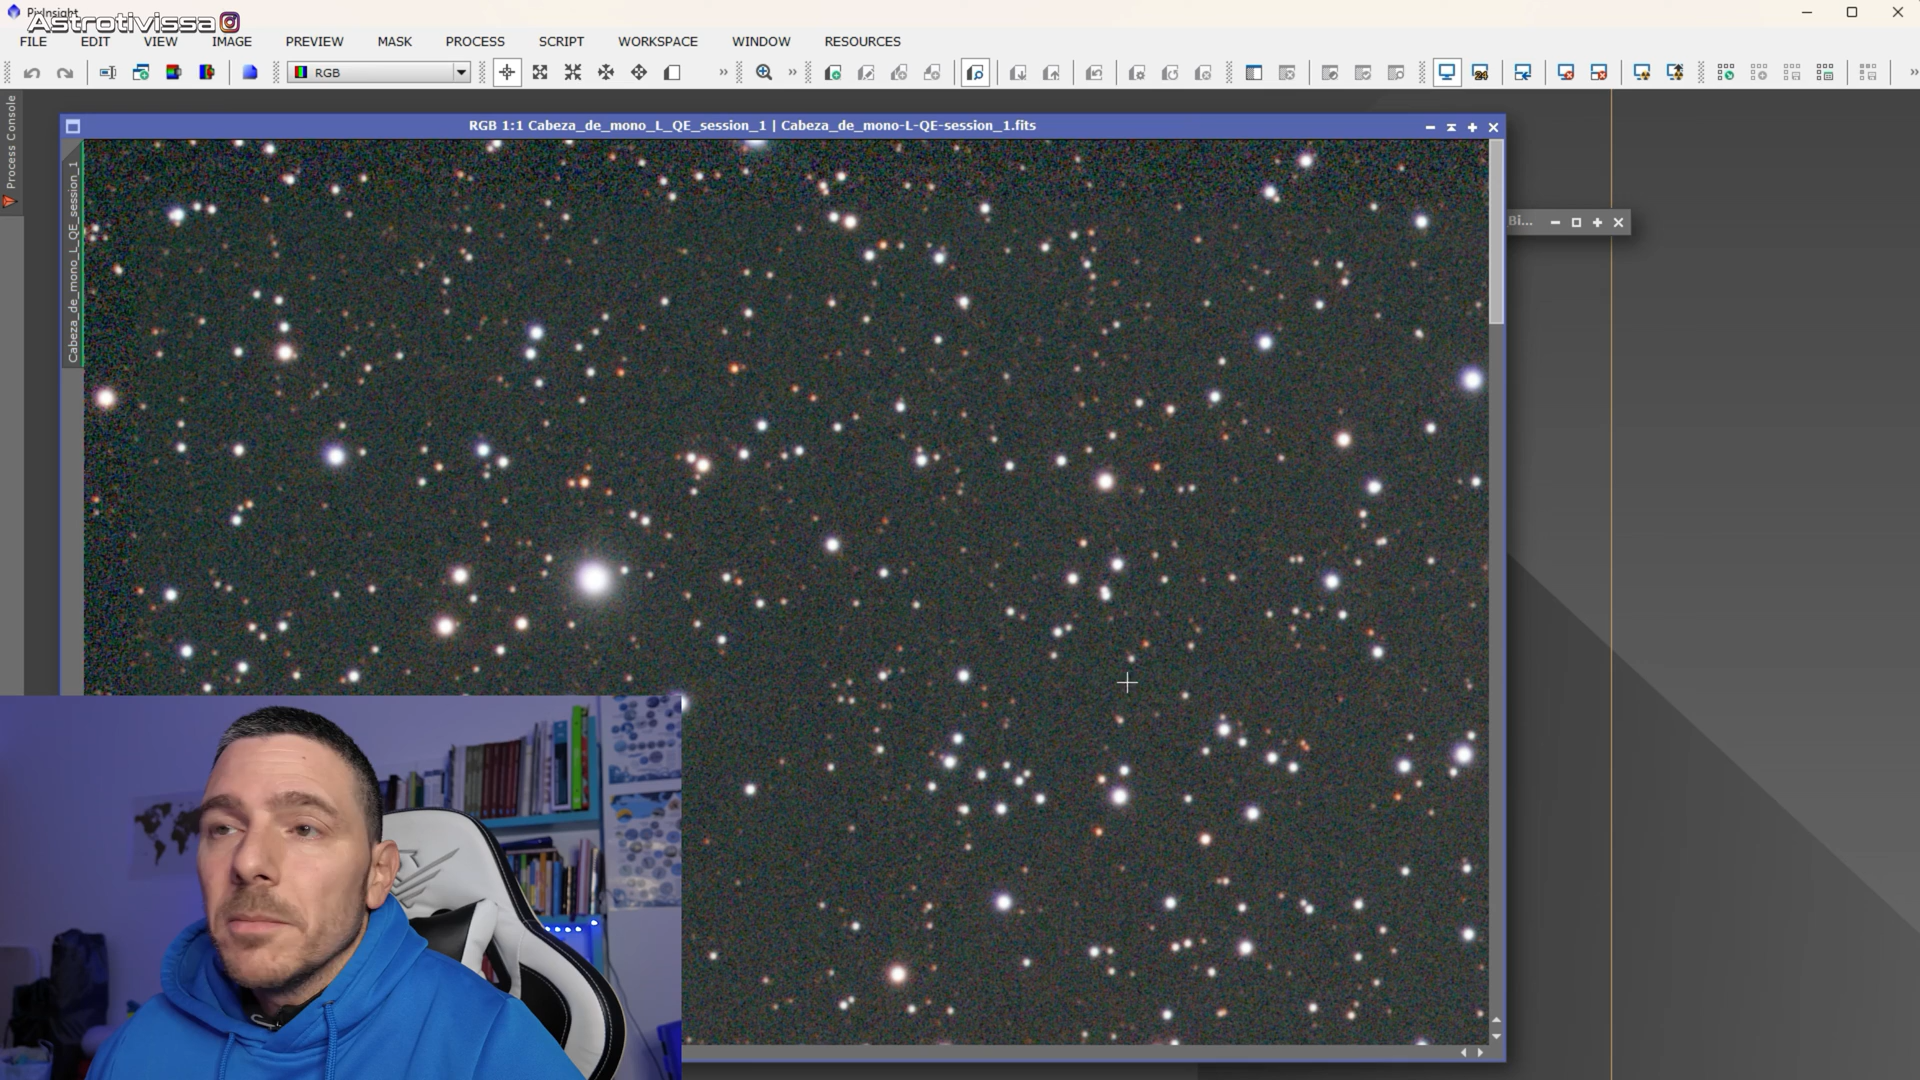 PixInsight
Astrotivissa
FILE EDIT VIEW IMAGE PREVIEW MASK PROCESS SCRIPT WORKSPACE WINDOW RESOURCES
RGB
24
Process Console
RGB 1:1 Cabeza_de_mono_L_QE_session_1 | Cabeza_de_mono-L-QE-session_1.fits
Cabeza_de_mono_L_QE_session_1
Bi...